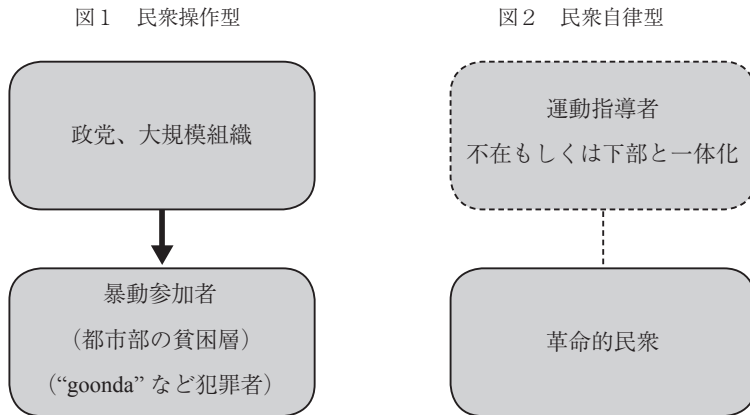 図１　民衆操作型
政党、大規模組織
暴動参加者
（都市部の貧困層）
（“goonda” など犯罪者）
図２　民衆自律型
運動指導者
不在もしくは下部と一体化
革命的民衆